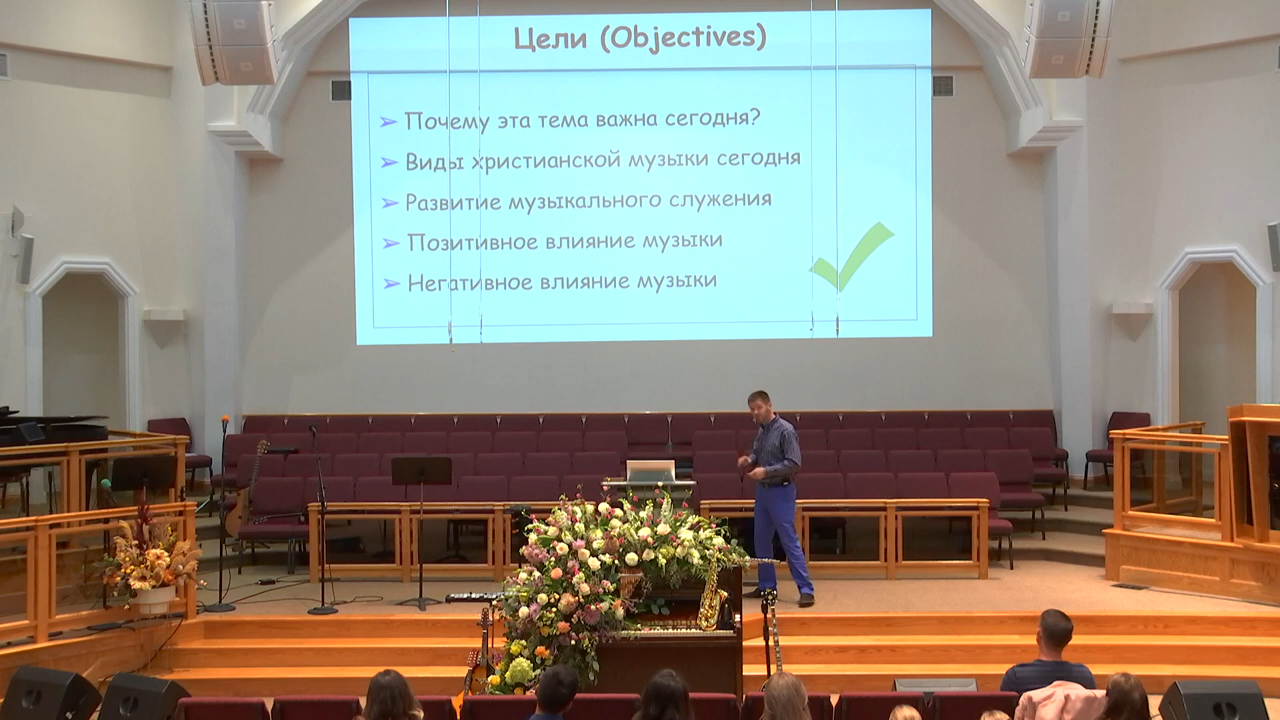 Цели (Objectives)
➢ Почему эта тема важна сегодня?
➢ Виды христианской музыки сегодня
➢ Развитие музыкального служения
➢ Позитивное влияние музыки
➢ Негативное влияние музыки